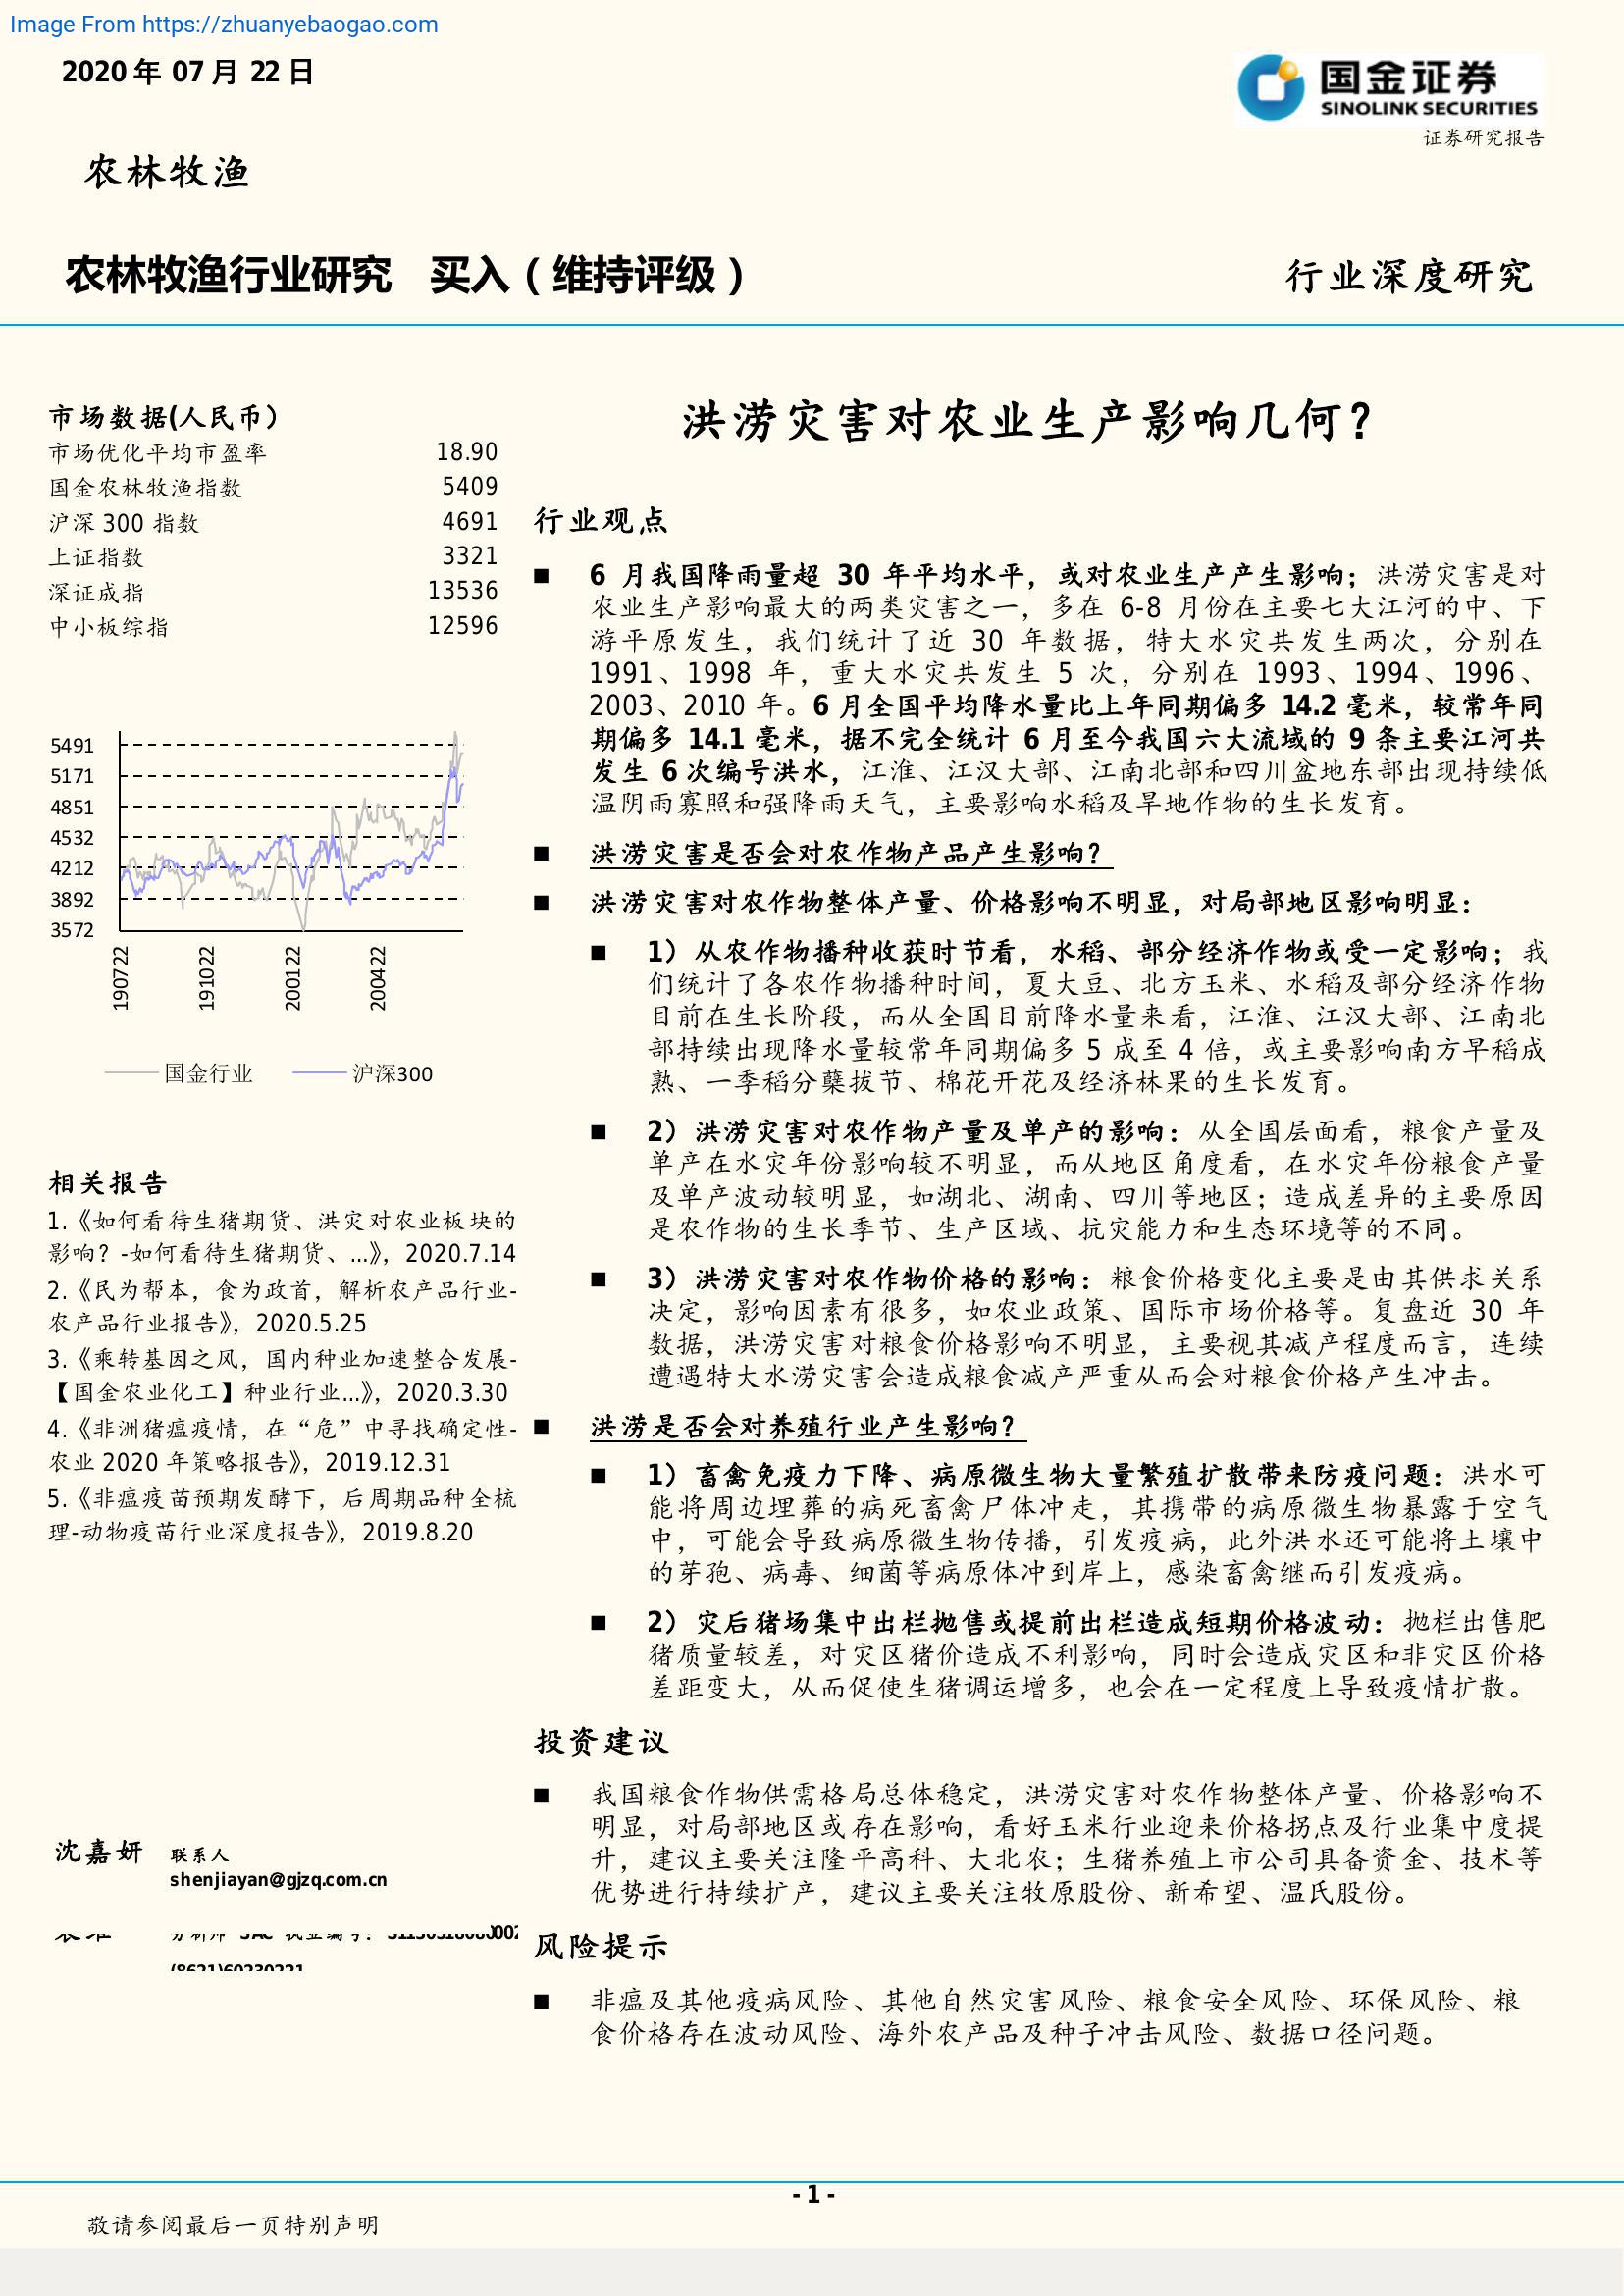 Image From https://zhuanyebaogao.com
2020 年 07 月 22 日
国金证券
SINOLINK SECURITIES
证券研究报告
农林牧渔
农林牧渔行业研究 买入（维持评级）
行业深度研究
市场数据(人民币）
市场优化平均市盈率 18.90
国金农林牧渔指数 5409
沪深 300 指数 4691
上证指数 3321
深证成指 13536
中小板综指 12596
5491
5171
4851
4532
4212
3892
3572
190722
191022
200122
200422
国金行业 沪深300
相关报告
1.《如何看待生猪期货、洪灾对农业板块的
影响？-如何看待生猪期货、...》，2020.7.14
2.《民为帮本，食为政首，解析农产品行业-
农产品行业报告》，2020.5.25
3.《乘转基因之风，国内种业加速整合发展-
【国金农业化工】种业行业...》，2020.3.30
4.《非洲猪瘟疫情，在“危”中寻找确定性-
农业 2020 年策略报告》，2019.12.31
5.《非瘟疫苗预期发酵下，后周期品种全梳
理-动物疫苗行业深度报告》，2019.8.20
沈嘉妍 联系人
shenjiayan@gjzq.com.cn
洪涝灾害对农业生产影响几何？
行业观点
■ 6 月我国降雨量超 30 年平均水平，或对农业生产产生影响；洪涝灾害是对
农业生产影响最大的两类灾害之一，多在 6-8 月份在主要七大江河的中、下
游平原发生，我们统计了近 30 年数据，特大水灾共发生两次，分别在
1991、1998 年，重大水灾共发生 5 次，分别在 1993、1994、1996、
2003、2010 年。6 月全国平均降水量比上年同期偏多 14.2 毫米，较常年同
期偏多 14.1 毫米，据不完全统计 6 月至今我国六大流域的 9 条主要江河共
发生 6 次编号洪水，江淮、江汉大部、江南北部和四川盆地东部出现持续低
温阴雨寡照和强降雨天气，主要影响水稻及旱地作物的生长发育。
■ 洪涝灾害是否会对农作物产品产生影响？
■ 洪涝灾害对农作物整体产量、价格影响不明显，对局部地区影响明显：
■ 1）从农作物播种收获时节看，水稻、部分经济作物或受一定影响；我
们统计了各农作物播种时间，夏大豆、北方玉米、水稻及部分经济作物
目前在生长阶段，而从全国目前降水量来看，江淮、江汉大部、江南北
部持续出现降水量较常年同期偏多 5 成至 4 倍，或主要影响南方早稻成
熟、一季稻分蘖拔节、棉花开花及经济林果的生长发育。
■ 2）洪涝灾害对农作物产量及单产的影响：从全国层面看，粮食产量及
单产在水灾年份影响较不明显，而从地区角度看，在水灾年份粮食产量
及单产波动较明显，如湖北、湖南、四川等地区；造成差异的主要原因
是农作物的生长季节、生产区域、抗灾能力和生态环境等的不同。
■ 3）洪涝灾害对农作物价格的影响：粮食价格变化主要是由其供求关系
决定，影响因素有很多，如农业政策、国际市场价格等。复盘近 30 年
数据，洪涝灾害对粮食价格影响不明显，主要视其减产程度而言，连续
遭遇特大水涝灾害会造成粮食减产严重从而会对粮食价格产生冲击。
■ 洪涝是否会对养殖行业产生影响？
■ 1）畜禽免疫力下降、病原微生物大量繁殖扩散带来防疫问题：洪水可
能将周边埋葬的病死畜禽尸体冲走，其携带的病原微生物暴露于空气
中，可能会导致病原微生物传播，引发疫病，此外洪水还可能将土壤中
的芽孢、病毒、细菌等病原体冲到岸上，感染畜禽继而引发疫病。
■ 2）灾后猪场集中出栏抛售或提前出栏造成短期价格波动：抛栏出售肥
猪质量较差，对灾区猪价造成不利影响，同时会造成灾区和非灾区价格
差距变大，从而促使生猪调运增多，也会在一定程度上导致疫情扩散。
投资建议
■ 我国粮食作物供需格局总体稳定，洪涝灾害对农作物整体产量、价格影响不
明显，对局部地区或存在影响，看好玉米行业迎来价格拐点及行业集中度提
升，建议主要关注隆平高科、大北农；生猪养殖上市公司具备资金、技术等
优势进行持续扩产，建议主要关注牧原股份、新希望、温氏股份。
风险提示
■ 非瘟及其他疫病风险、其他自然灾害风险、粮食安全风险、环保风险、粮
食价格存在波动风险、海外农产品及种子冲击风险、数据口径问题。
- 1 -
敬请参阅最后一页特别声明